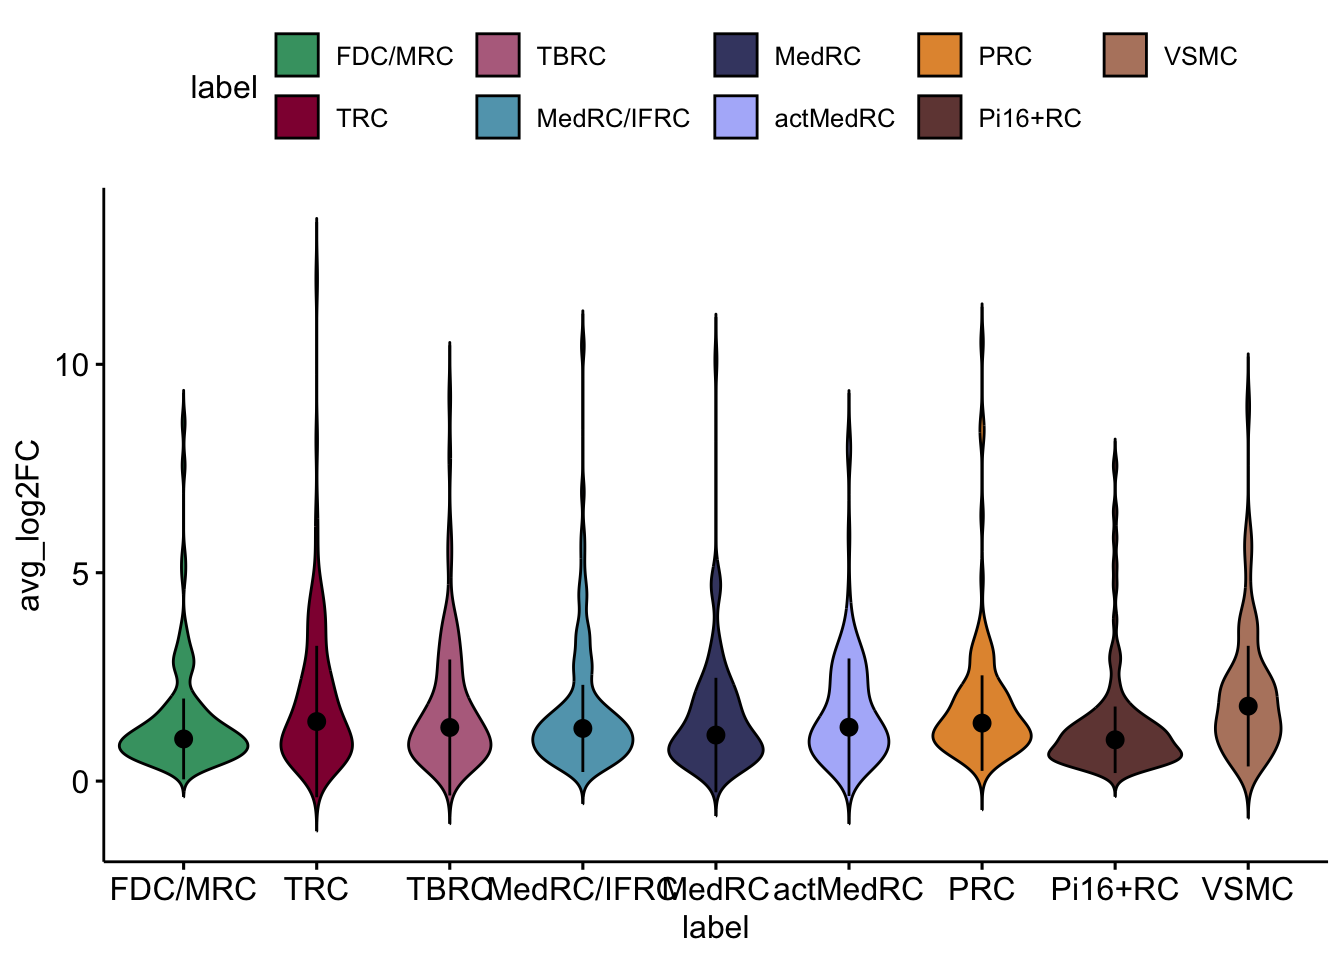 label
FDC/MRC TBRC MedRC PRC VSMC
TRC MedRC/IFRC actMedRC Pi16+RC
avg_log2FC
10
5
0
FDC/MRC TRC TBRC MedRC/IFRC MedRC actMedRC PRC Pi16+RC VSMC
label